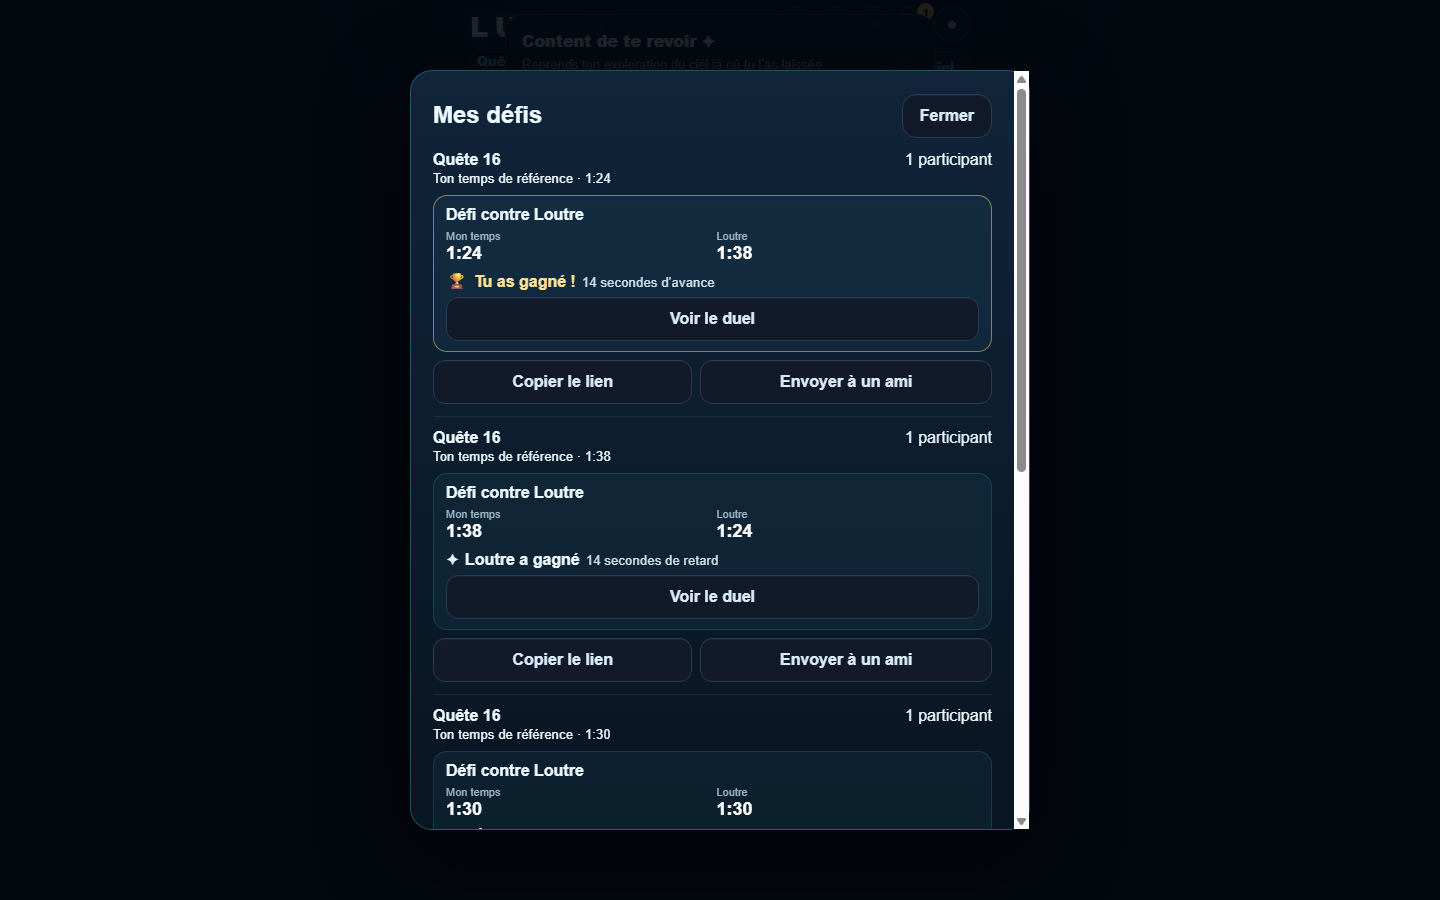 LU
Content de te revoir ✦
Quê
Reprends ton exploration du ciel là où tu l'as laissée.
iel
Mes défis
Fermer
Quête 16
1 participant
Ton temps de référence · 1:24
Défi contre Loutre
Mon temps
Loutre
1:24
1:38
🏆 Tu as gagné ! 14 secondes d'avance
Voir le duel
Copier le lien
Envoyer à un ami
Quête 16
1 participant
Ton temps de référence · 1:38
Défi contre Loutre
Mon temps
Loutre
1:38
1:24
✦ Loutre a gagné 14 secondes de retard
Voir le duel
Copier le lien
Envoyer à un ami
Quête 16
1 participant
Ton temps de référence · 1:30
Défi contre Loutre
Mon temps
Loutre
1:30
1:30